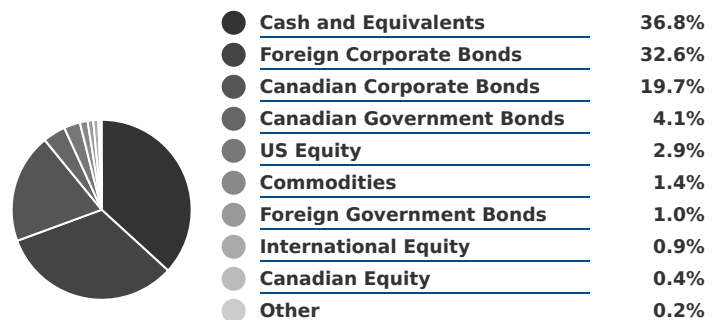 Cash and Equivalents 36.8%
Foreign Corporate Bonds 32.6%
Canadian Corporate Bonds 19.7%
Canadian Government Bonds 4.1%
US Equity 2.9%
Commodities 1.4%
Foreign Government Bonds 1.0%
International Equity 0.9%
Canadian Equity 0.4%
Other 0.2%